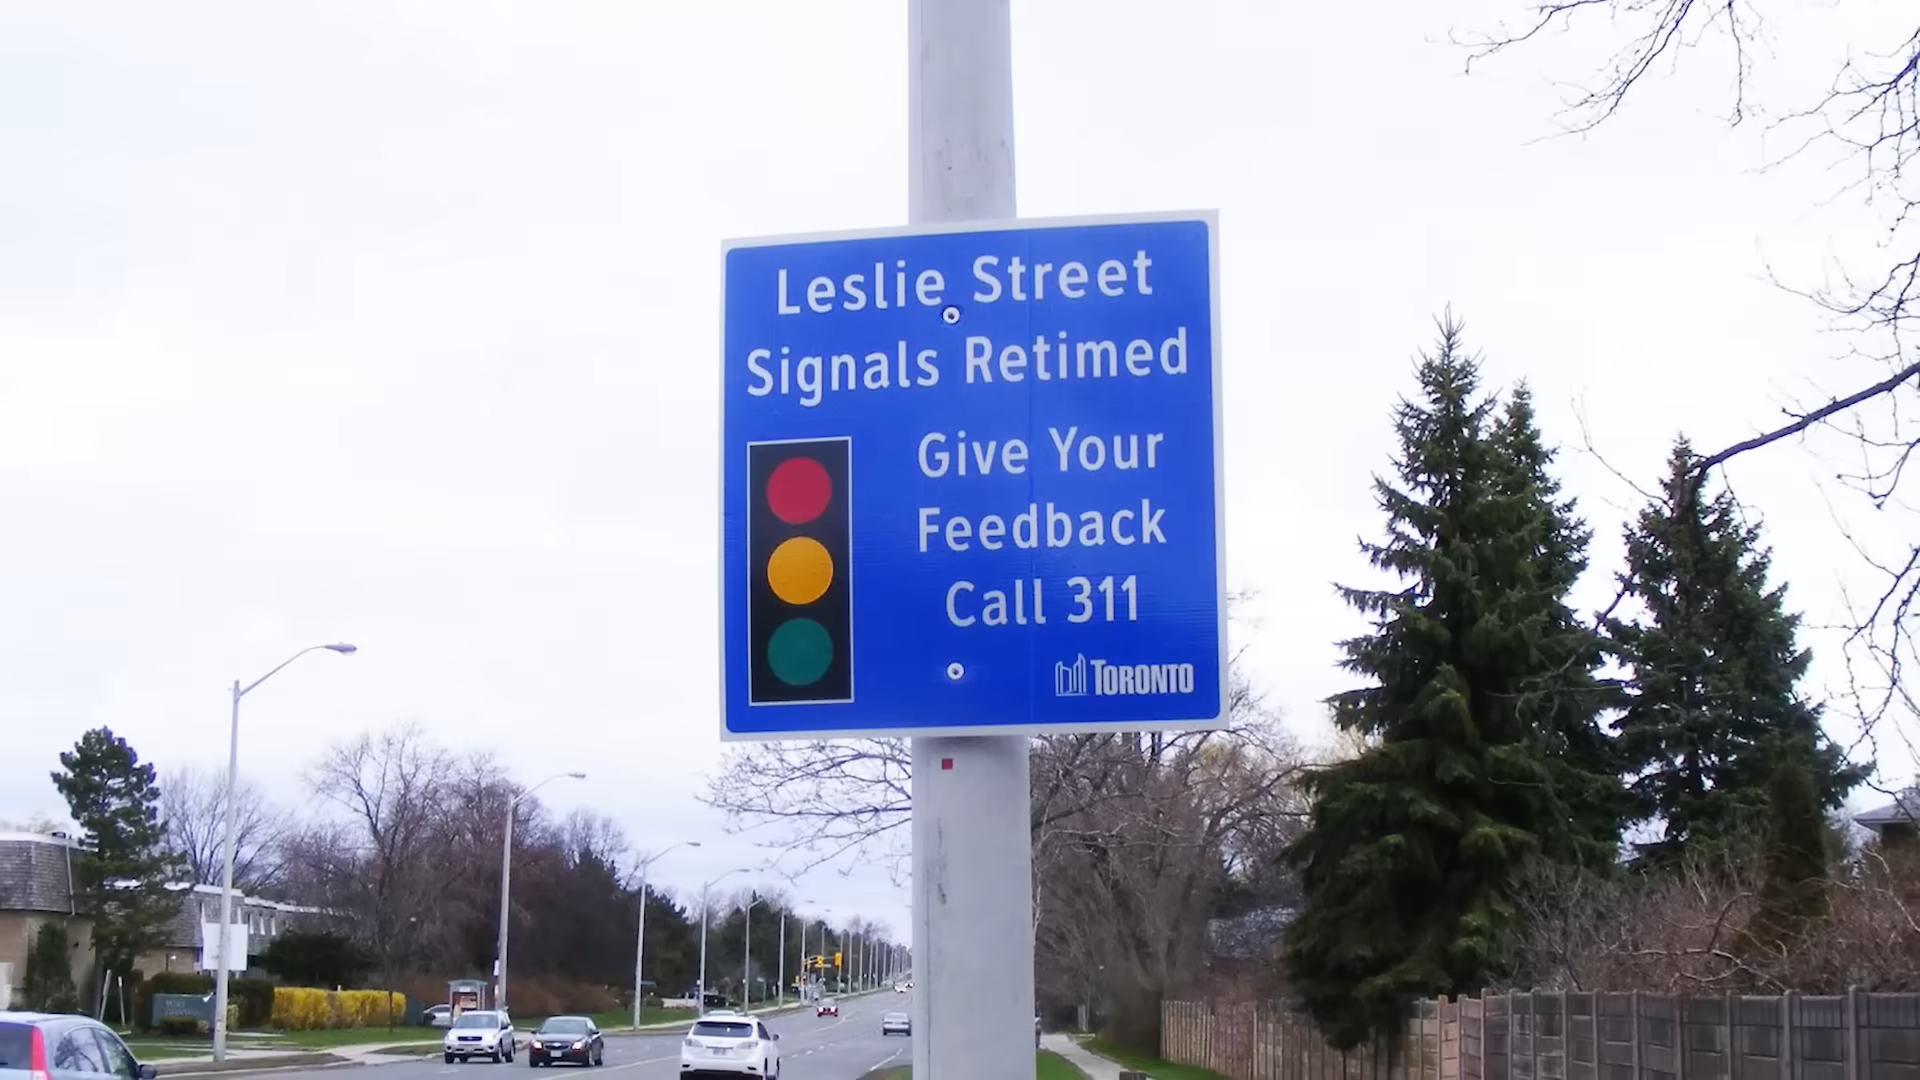 Leslie Street
Signals Retimed
Give Your
Feedback
Call 311
TORONTO